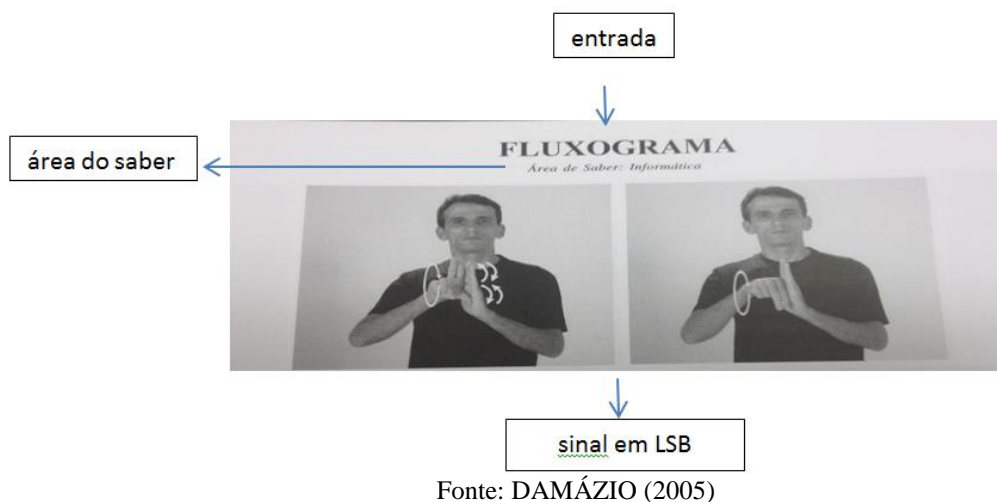 entrada
área do saber
FLUXOGRAMA
Área de Saber: Informática
sinal em LSB
Fonte: DAMÁZIO (2005)